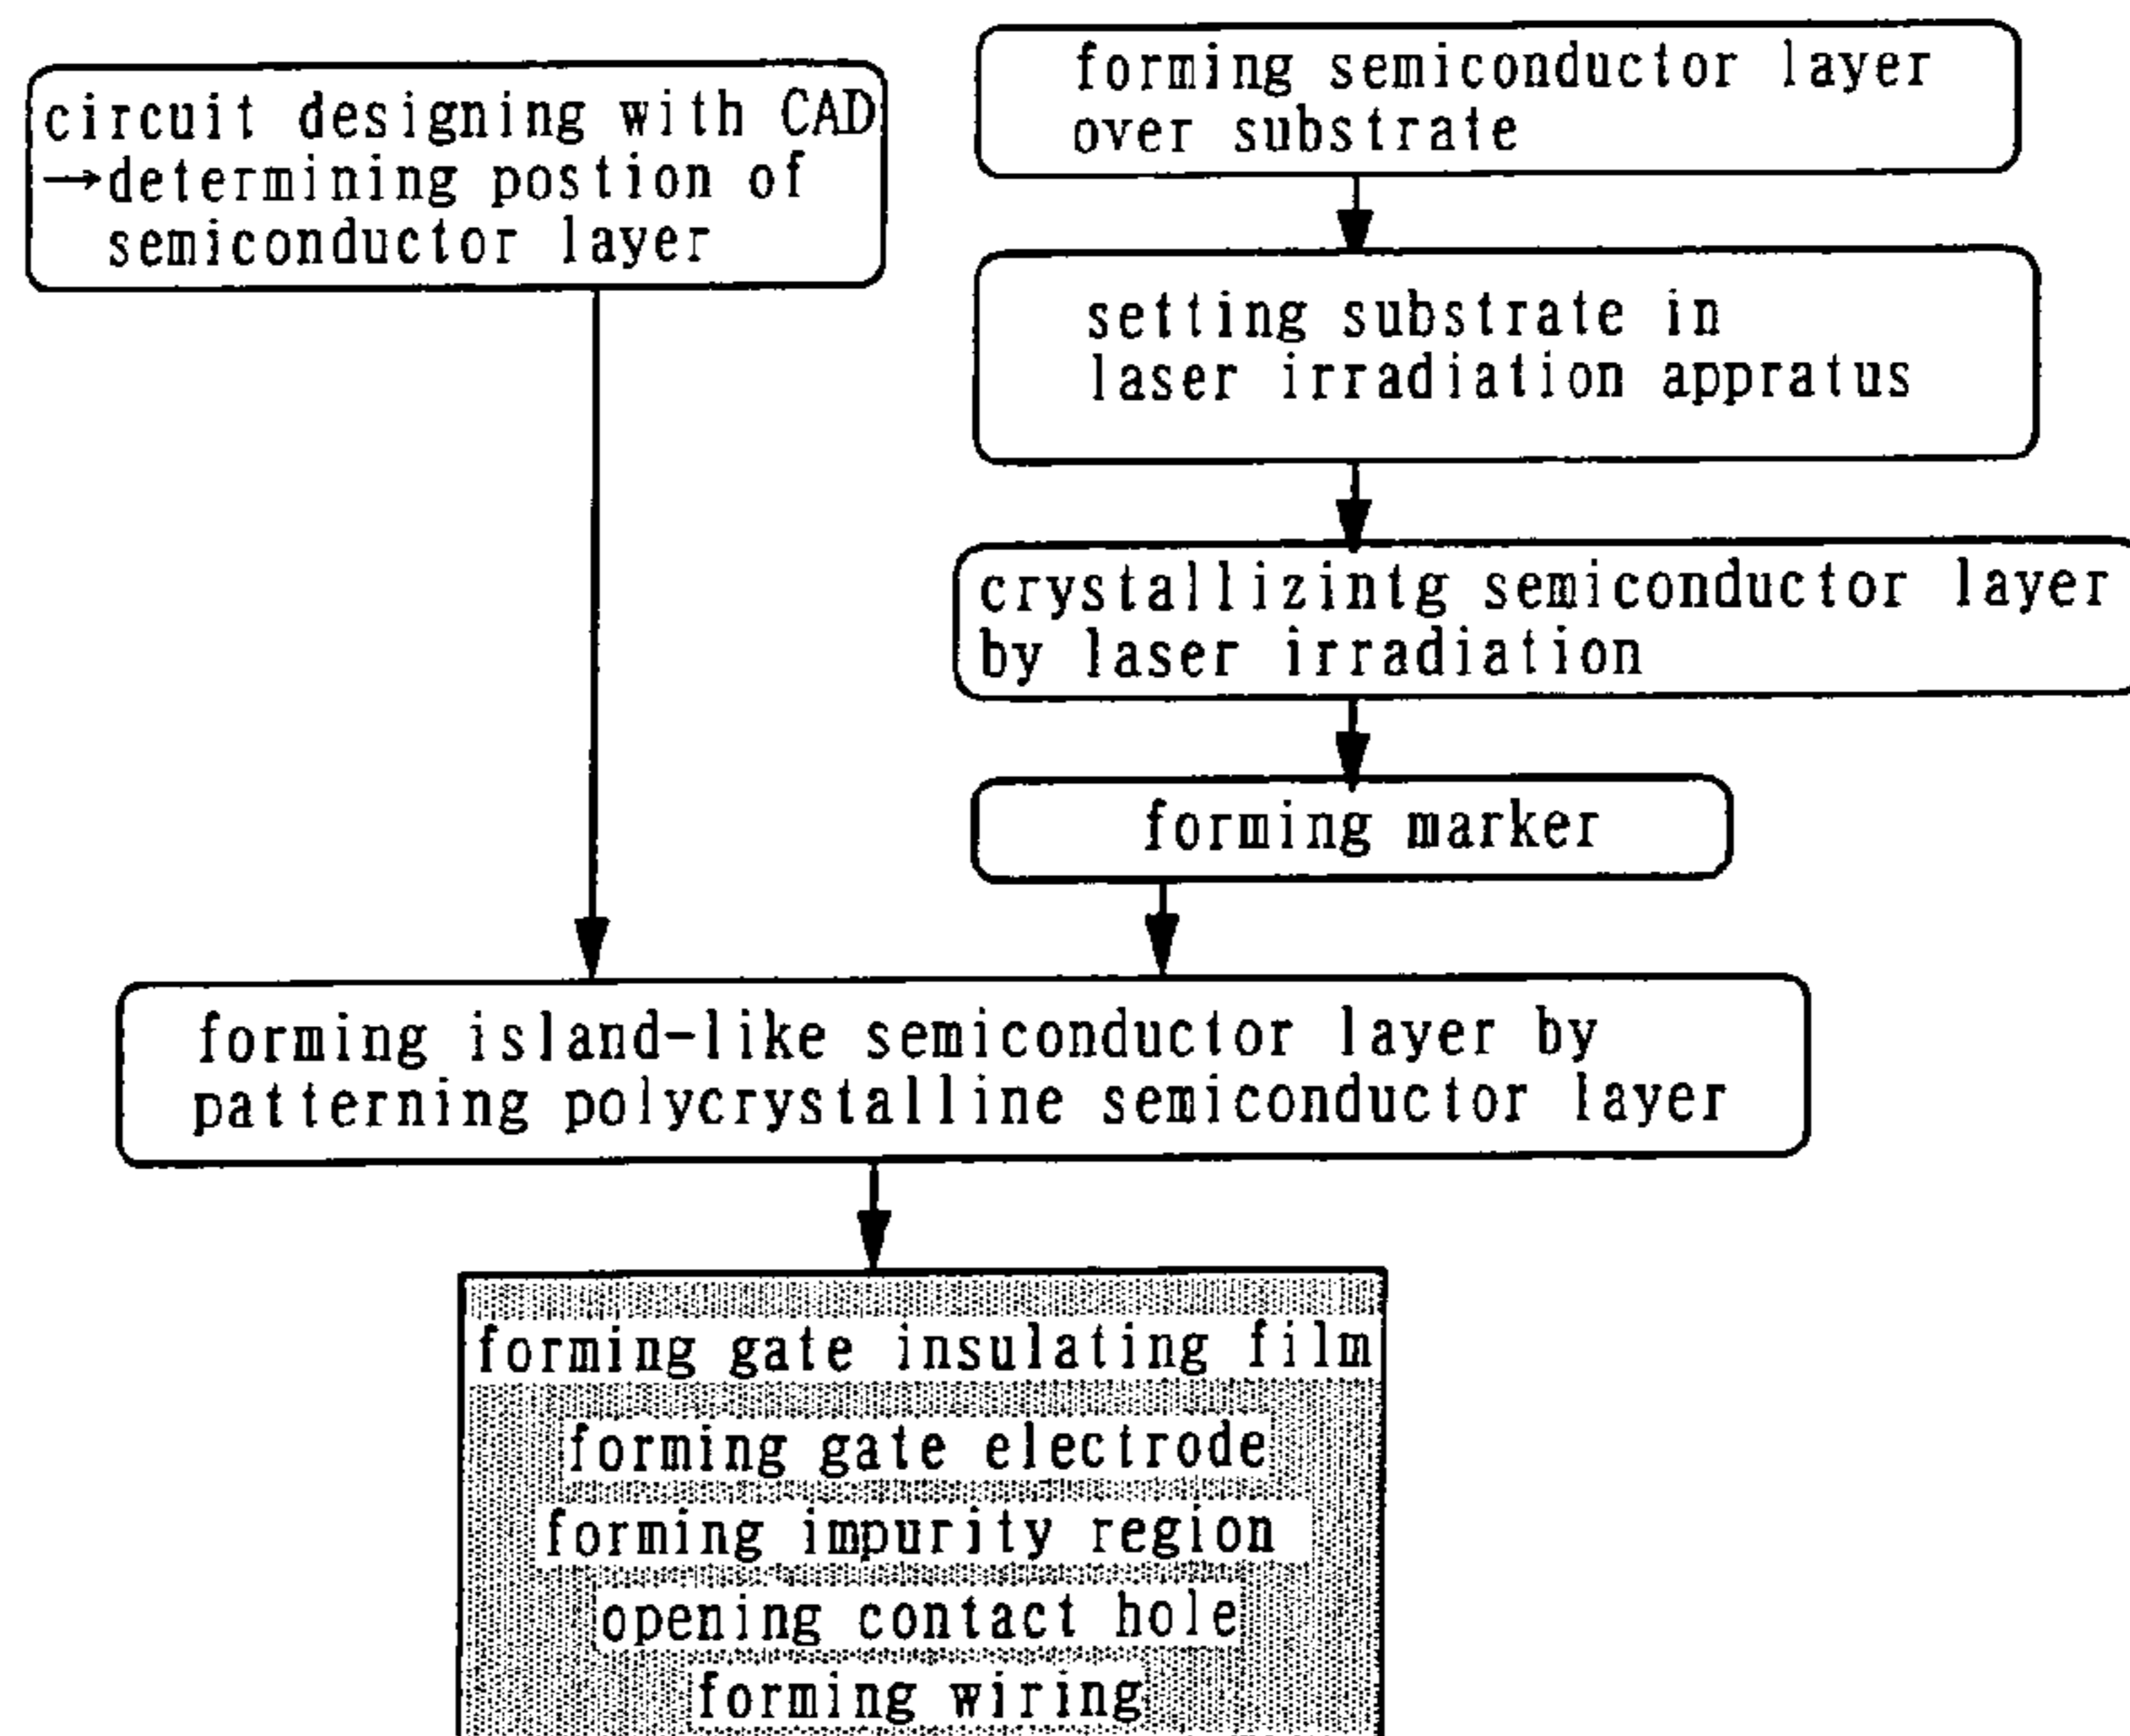 circuit designing with CAD
→determining postion of
semiconductor layer
forming semiconductor layer
over substrate
setting substrate in
laser irradiation appratus
crystallizintg semiconductor layer
by laser irradiation
forming marker
forming island-like semiconductor layer by
patterning polycrystalline semiconductor layer
forming gate insulating film
forming gate electrode
forming impurity region
opening contact hole
forming wiring